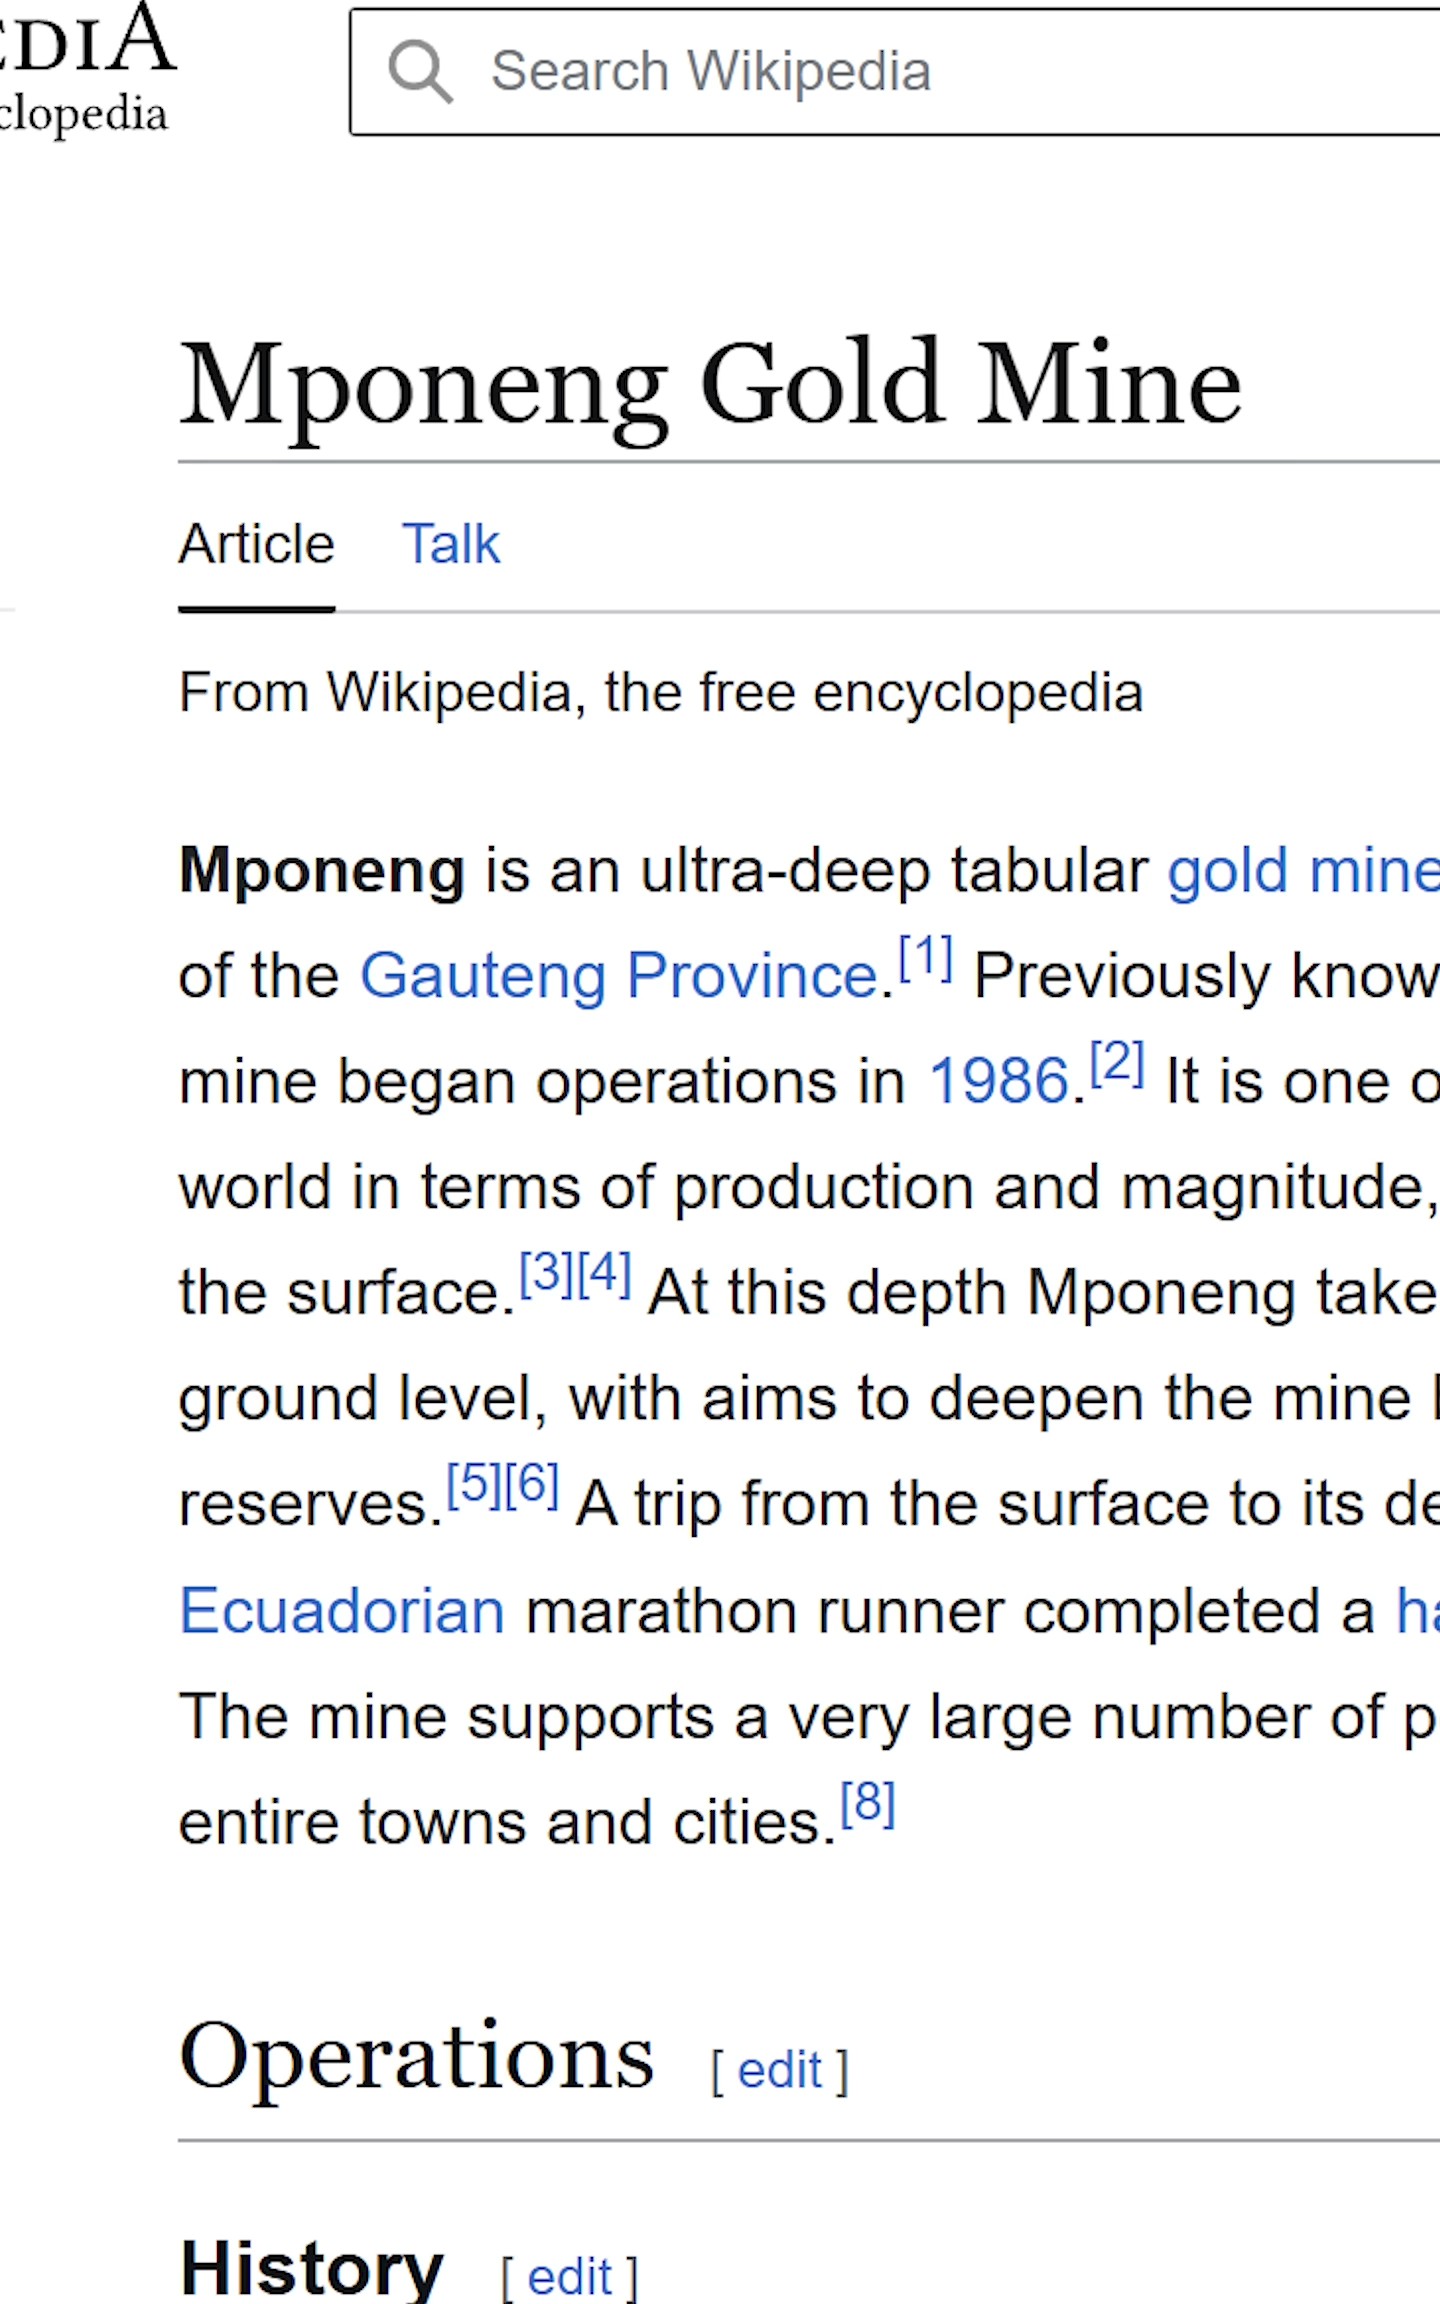 EDIA
clopedia
Search Wikipedia
Mponeng Gold Mine
Article Talk
From Wikipedia, the free encyclopedia
Mponeng is an ultra-deep tabular gold mine
of the Gauteng Province.[1] Previously know
mine began operations in 1986.[2] It is one o
world in terms of production and magnitude,
the surface.[3][4] At this depth Mponeng take
ground level, with aims to deepen the mine
reserves.[5][6] A trip from the surface to its de
Ecuadorian marathon runner completed a ha
The mine supports a very large number of p
entire towns and cities.[8]
Operations [ edit ]
History [ edit ]